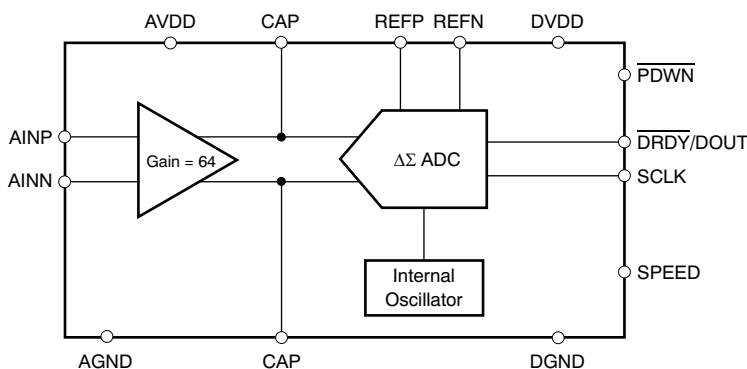 AVDD CAP REFP REFN DVDD
PDWN
AINP
Gain = 64
ΔΣ ADC
DRDY/DOUT
AINN
SCLK
Internal
Oscillator
SPEED
AGND CAP DGND